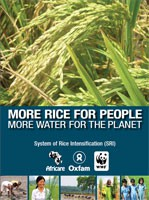 MORE RICE FOR PEOPLE
MORE WATER FOR THE PLANET
System of Rice Intensification (SRI)
Africare
Oxfam
WWF